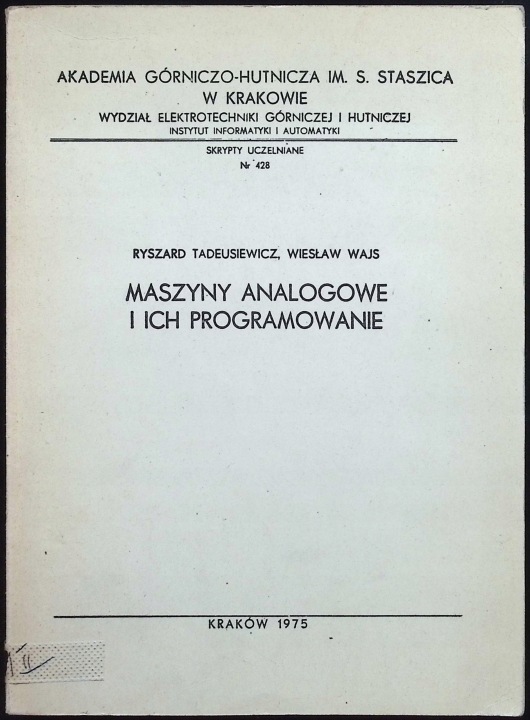 AKADEMIA GÓRNICZO-HUTNICZA IM. S. STASZICA
W KRAKOWIE
WYDZIAŁ ELEKTROTECHNIKI GÓRNICZEJ I HUTNICZEJ
INSTYTUT INFORMATYKI I AUTOMATYKI
SKRYPTY UCZELNIANE
Nr 428
RYSZARD TADEUSIEWICZ, WIESŁAW WAJS
MASZYNY ANALOGOWE
I ICH PROGRAMOWANIE
KRAKÓW 1975